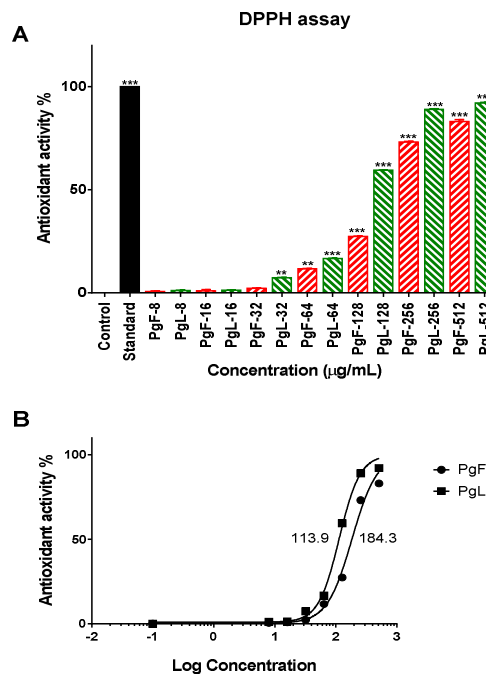 DPPH assay
A
Antioxidant activity %
100
50
0
***
**
**
***
***
***
***
***
***
**
Control
Standard
PgF-8
PgL-8
PgF-16
PgL-16
PgF-32
PgL-32
PgF-64
PgL-64
PgF-128
PgL-128
PgF-256
PgL-256
PgF-512
PgL-512
Concentration (μg/mL)
B
Antioxidant activity %
100
50
0
113.9
184.3
PgF
PgL
-2
-1
0
1
2
3
Log Concentration